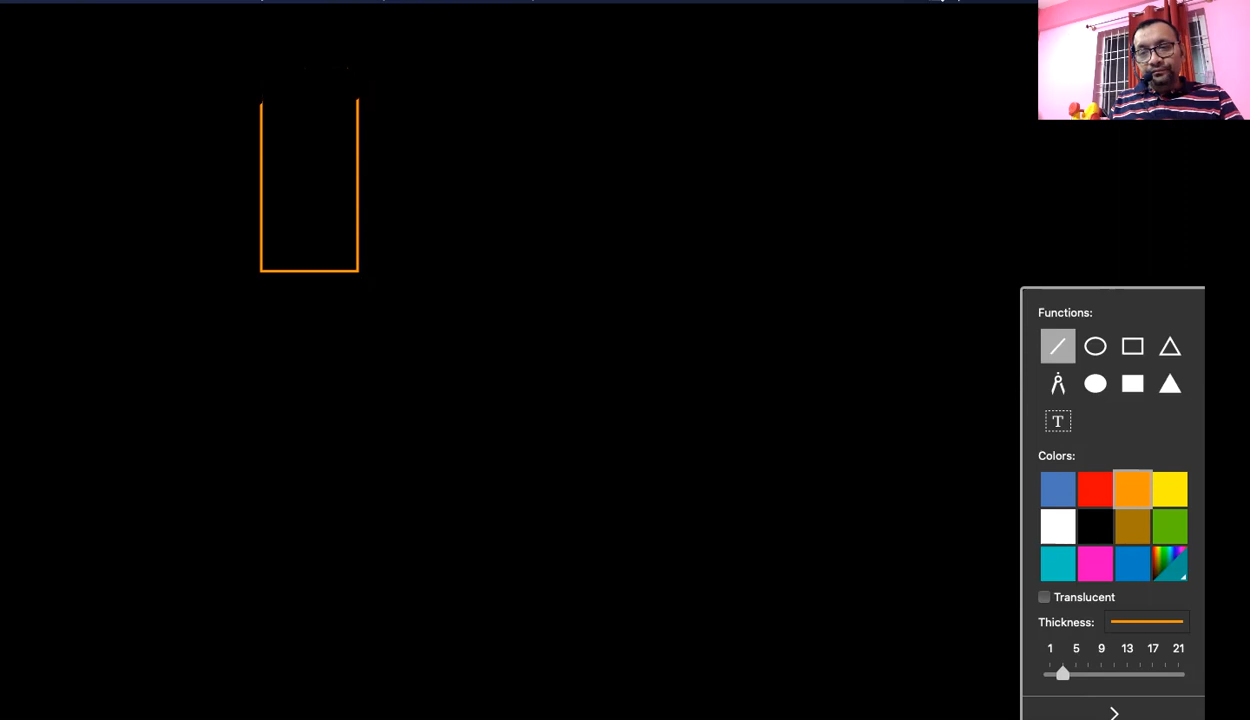 Functions:
T
Colors:
Translucent
Thickness:
1 5 9 13 17 21